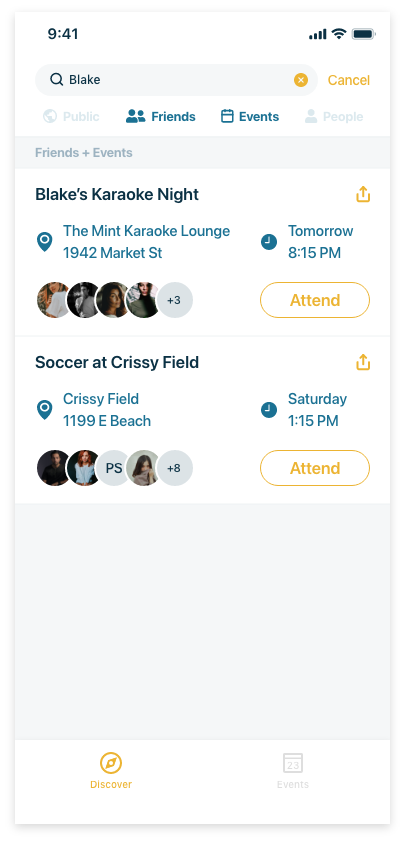 9:41
Blake
Cancel
Public
Friends
Events
People
Friends + Events
Blake’s Karaoke Night
The Mint Karaoke Lounge
1942 Market St
Tomorrow
8:15 PM
+3
Attend
Soccer at Crissy Field
Crissy Field
1199 E Beach
Saturday
1:15 PM
PS
+8
Attend
23
Discover
Events